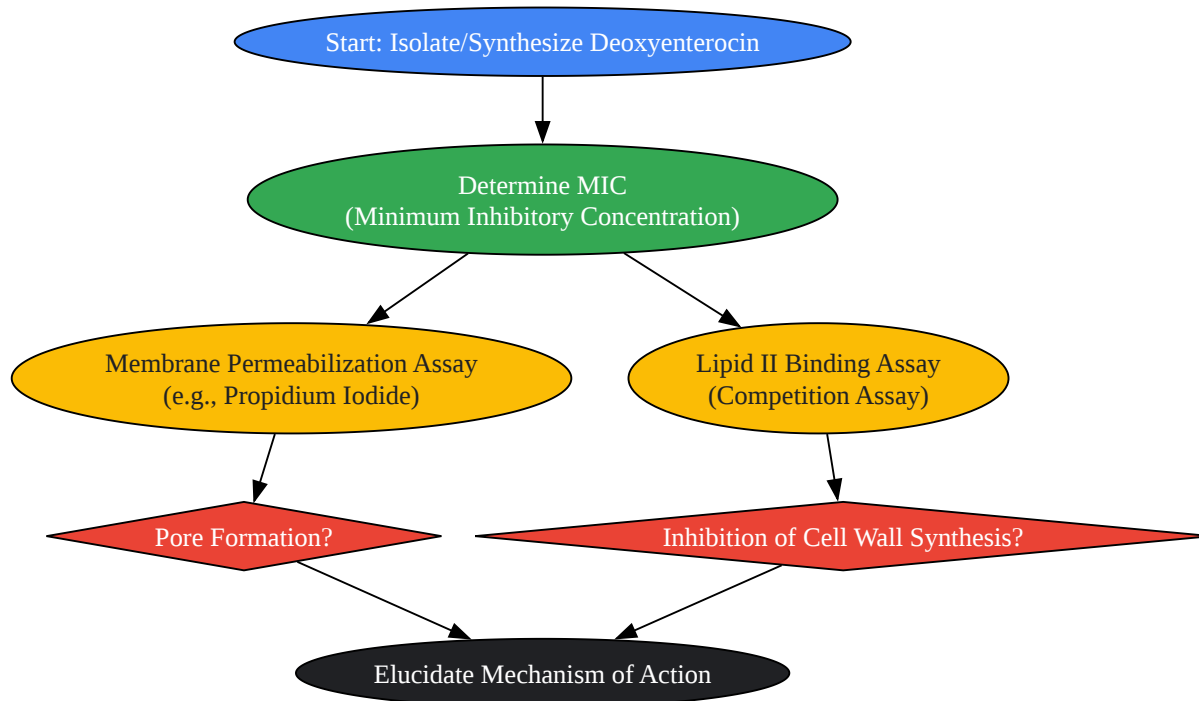 Start: Isolate/Synthesize Deoxyenterocin
Determine MIC
(Minimum Inhibitory Concentration)
Membrane Permeabilization Assay
(e.g., Propidium Iodide)
Lipid II Binding Assay
(Competition Assay)
Pore Formation?
Inhibition of Cell Wall Synthesis?
Elucidate Mechanism of Action